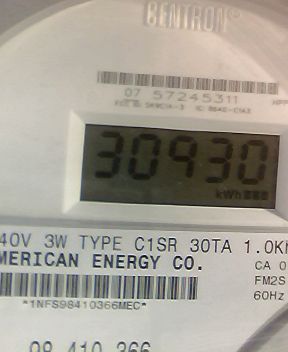 CENTRON®
07 57245311
30930
kWh
40V 3W TYPE C1SR 30TA 1.0K
MERICAN ENERGY CO.
CA 0
FM2S
60Hz
*1NFS98410366MEC*
98 410 366